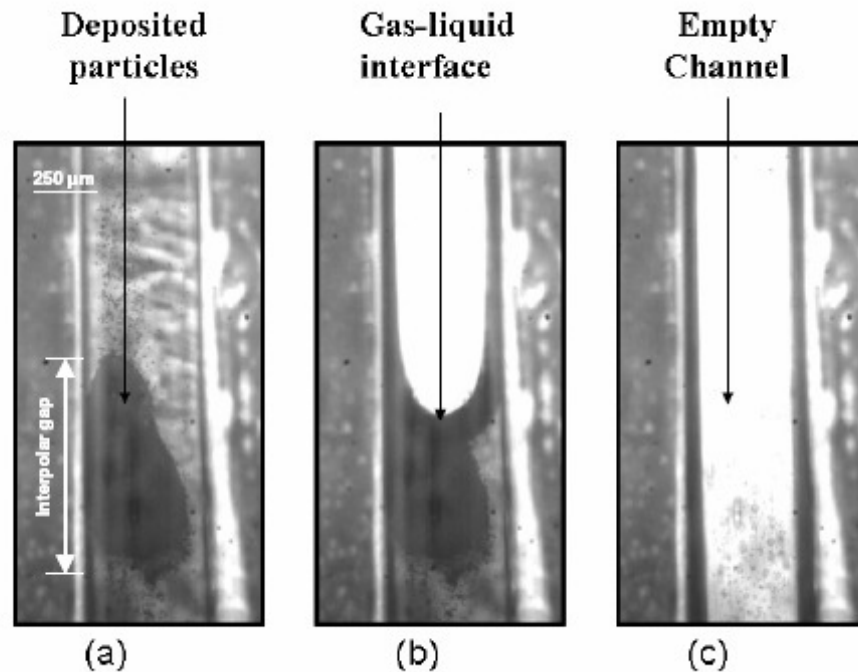 Deposited
particles
Gas-liquid
interface
Empty
Channel
250 µm
Interpolar gap
(a)
(b)
(c)